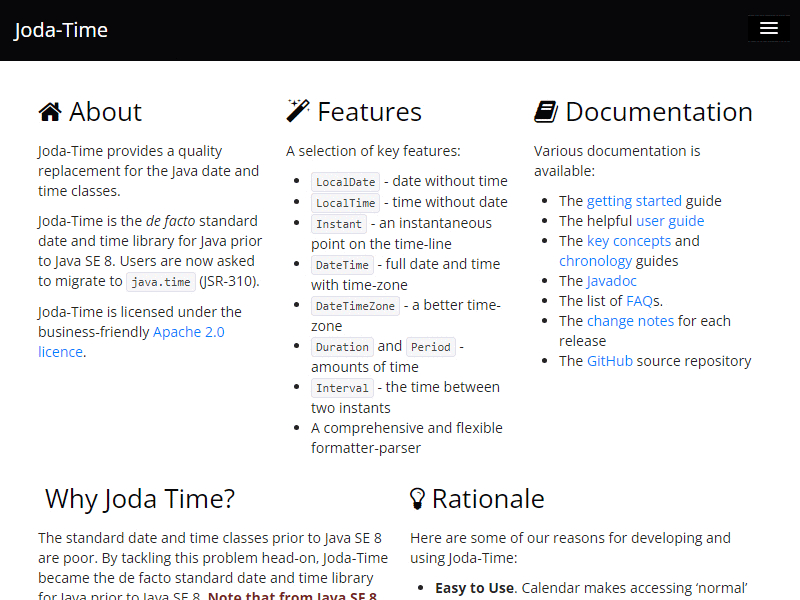 Joda-Time
About
Joda-Time provides a quality
replacement for the Java date and
time classes.
Joda-Time is the de facto standard
date and time library for Java prior
to Java SE 8. Users are now asked
to migrate to java.time (JSR-310).
Joda-Time is licensed under the
business-friendly Apache 2.0
licence.
Features
A selection of key features:
LocalDate - date without time
LocalTime - time without date
Instant - an instantaneous
point on the time-line
DateTime - full date and time
with time-zone
DateTimeZone - a better time-
zone
Duration and Period -
amounts of time
Interval - the time between
two instants
A comprehensive and flexible
formatter-parser
Documentation
Various documentation is
available:
The getting started guide
The helpful user guide
The key concepts and
chronology guides
The Javadoc
The list of FAQs.
The change notes for each
release
The GitHub source repository
Why Joda Time?
The standard date and time classes prior to Java SE 8
are poor. By tackling this problem head-on, Joda-Time
became the de facto standard date and time library
for Java prior to Java SE 8. Note that from Java SE 8
Rationale
Here are some of our reasons for developing and
using Joda-Time:
Easy to Use. Calendar makes accessing ‘normal’